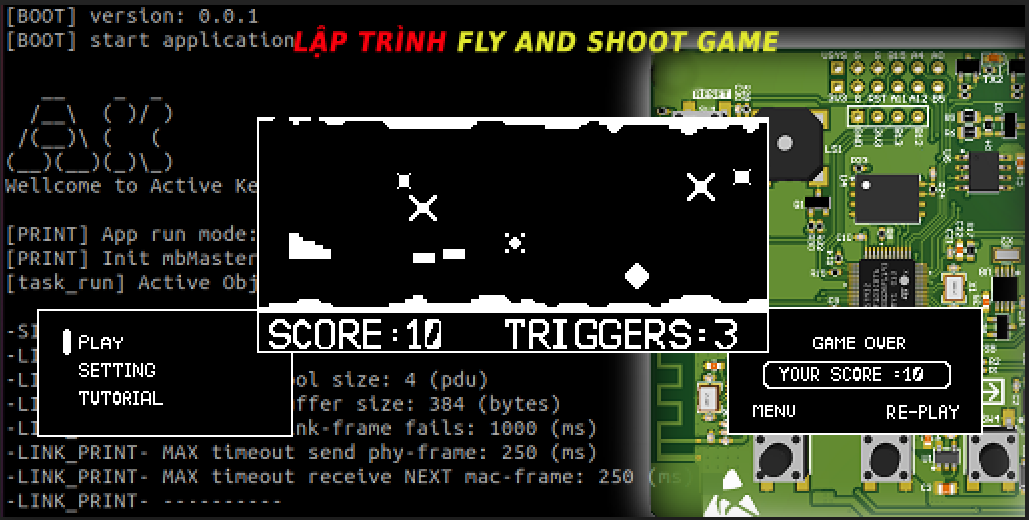 [BOOT] version: 0.0.1
[BOOT] start application
LẬP TRÌNH FLY AND SHOOT GAME
Wellcome to Active Ke
[PRINT] App run mode:
[PRINT] Init mbMaster
[task_run] Active Obj
SCORE:10 TRIGGERS:3
PLAY
SETTING
TUTORIAL
ool size: 4 (pdu)
ffer size: 384 (bytes)
nk-frame fails: 1000 (ms)
-LINK_PRINT- MAX timeout send phy-frame: 250 (ms)
-LINK_PRINT- MAX timeout receive NEXT mac-frame: 250 (ms)
-LINK_PRINT- ----------
GAME OVER
YOUR SCORE :10
MENU RE-PLAY
RESET
LS1